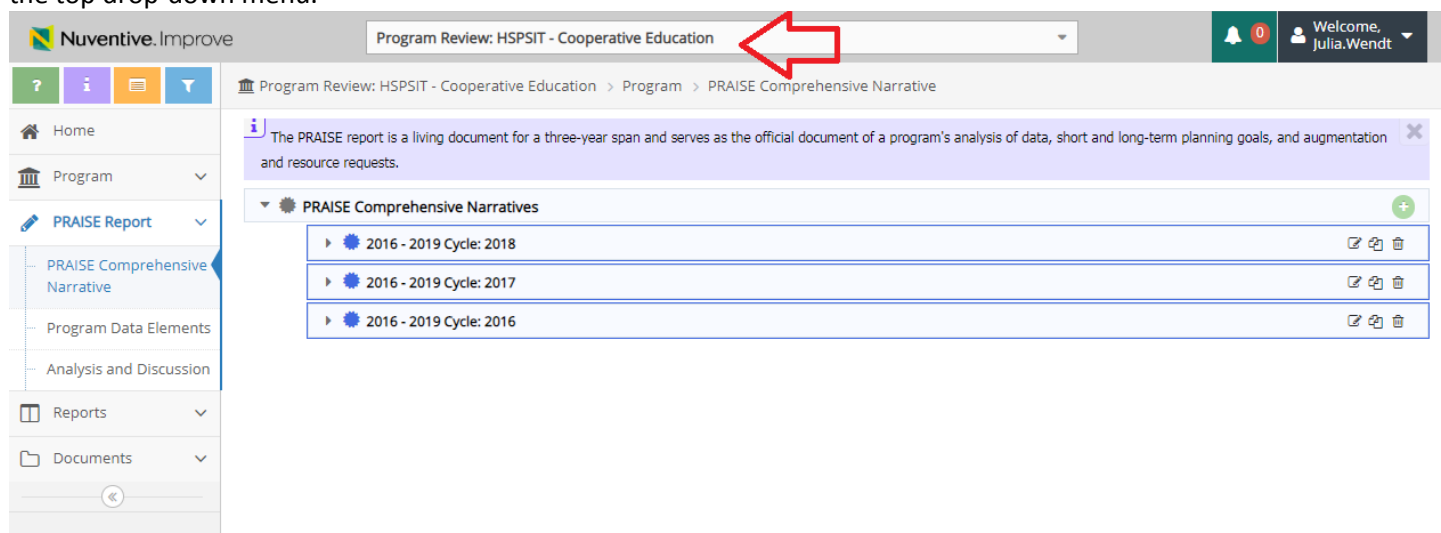 the top drop-down menu.
Nuventive.Improve
Program Review: HSPSIT - Cooperative Education
0
Welcome,
Julia.Wendt
? i
Program Review: HSPSIT - Cooperative Education > Program > PRAISE Comprehensive Narrative
Home
Program
PRAISE Report
PRAISE Comprehensive
Narrative
Program Data Elements
Analysis and Discussion
Reports
Documents
i The PRAISE report is a living document for a three-year span and serves as the official document of a program's analysis of data, short and long-term planning goals, and augmentation
and resource requests.
PRAISE Comprehensive Narratives
2016 - 2019 Cycle: 2018
2016 - 2019 Cycle: 2017
2016 - 2019 Cycle: 2016